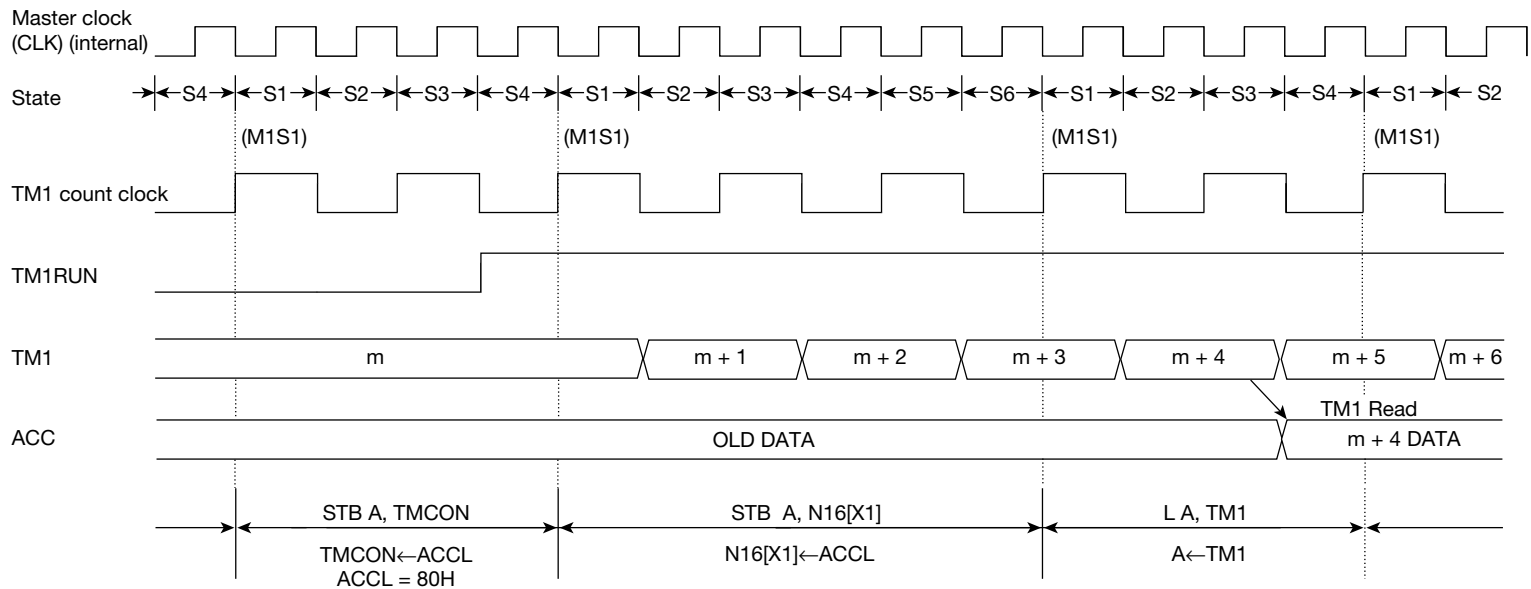 Master clock
(CLK) (internal)
State
S4 S1 S2 S3 S4 S1 S2 S3 S4 S5 S6 S1 S2 S3 S4 S1 S2
(M1S1) (M1S1) (M1S1) (M1S1)
TM1 count clock
TM1RUN
TM1
m m + 1 m + 2 m + 3 m + 4 m + 5 m + 6
TM1 Read
ACC
OLD DATA m + 4 DATA
STB A, TMCON STB A, N16[X1] L A, TM1
TMCON←ACCL N16[X1]←ACCL A←TM1
ACCL = 80H